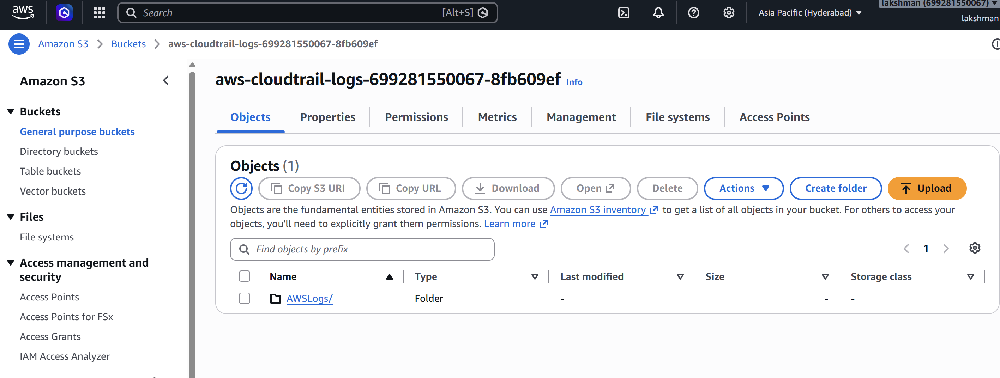 aws
Search [Alt+S]
Asia Pacific (Hyderabad)
lakshman (699281550067)
lakshman
Amazon S3 > Buckets > aws-cloudtrail-logs-699281550067-8fb609ef
Amazon S3
Buckets
General purpose buckets
Directory buckets
Table buckets
Vector buckets
Files
File systems
Access management and
security
Access Points
Access Points for FSx
Access Grants
IAM Access Analyzer
aws-cloudtrail-logs-699281550067-8fb609ef Info
Objects Properties Permissions Metrics Management File systems Access Points
Objects (1)
Copy S3 URI Copy URL Download Open Delete Actions Create folder Upload
Objects are the fundamental entities stored in Amazon S3. You can use Amazon S3 inventory to get a list of all objects in your bucket. For others to access your
objects, you'll need to explicitly grant them permissions. Learn more
Find objects by prefix
1
Name Type Last modified Size Storage class
AWSLogs/ Folder - - -